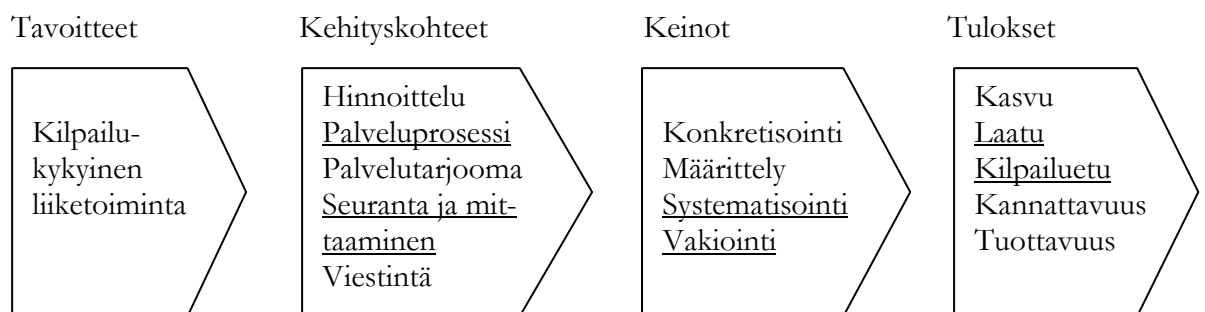 Tavoitteet
Kehityskohteet
Keinot
Tulokset
Kilpailu-
kykyinen
liiketoiminta
Hinnoittelu
Palveluprosessi
Palvelutarjooma
Seuranta ja mit-
taaminen
Viestintä
Konkretisointi
Määrittely
Systematisointi
Vakiointi
Kasvu
Laatu
Kilpailuetu
Kannattavuus
Tuottavuus